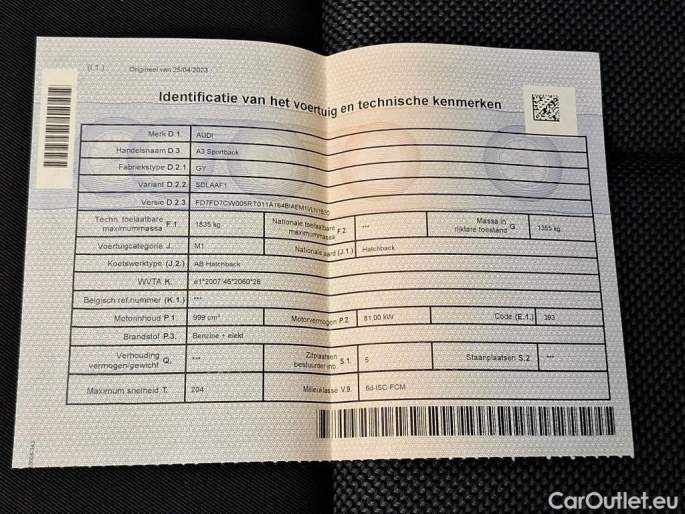 (I.1.) Origineel van 25/04/2023
Identificatie van het voertuig en technische kenmerken
Merk D.1. AUDI
Handelsnaam D.3. A3 Sportback
Fabriekstype D.2.1 GY
Variant D.2.2 SDLAAF1
Versie D.2.3
Techn. toelaatbare maximummassa F.1 1835 kg Nationale toelaatbare maximummassa F.2. *** Massa in rijklare toestand G. 1355 kg
Voertuigcategorie J. M1 Nationale aard (J.1.) Hatchback
Koetswerktype (J.2.) AB Hatchback
WVTA K. e1*2007/46*2060*26
Belgisch ref.nummer (K.1.) ***
Motorinhoud P.1. 999 cm³ Motorvermogen P.2. 81.00 kW Code (E.1.) 393
Brandstof P.3. Benzine + elekt
Verhouding vermogen/gewicht Q. *** Zitplaatsen bestuurder ino S.1. 5 Staanplaatsen S.2. ***
Maximum snelheid T. 204 Milieuklasse V.9. 6d-ISC-FCM
CarOutlet.eu